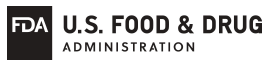 FDA U.S. FOOD & DRUG
ADMINISTRATION